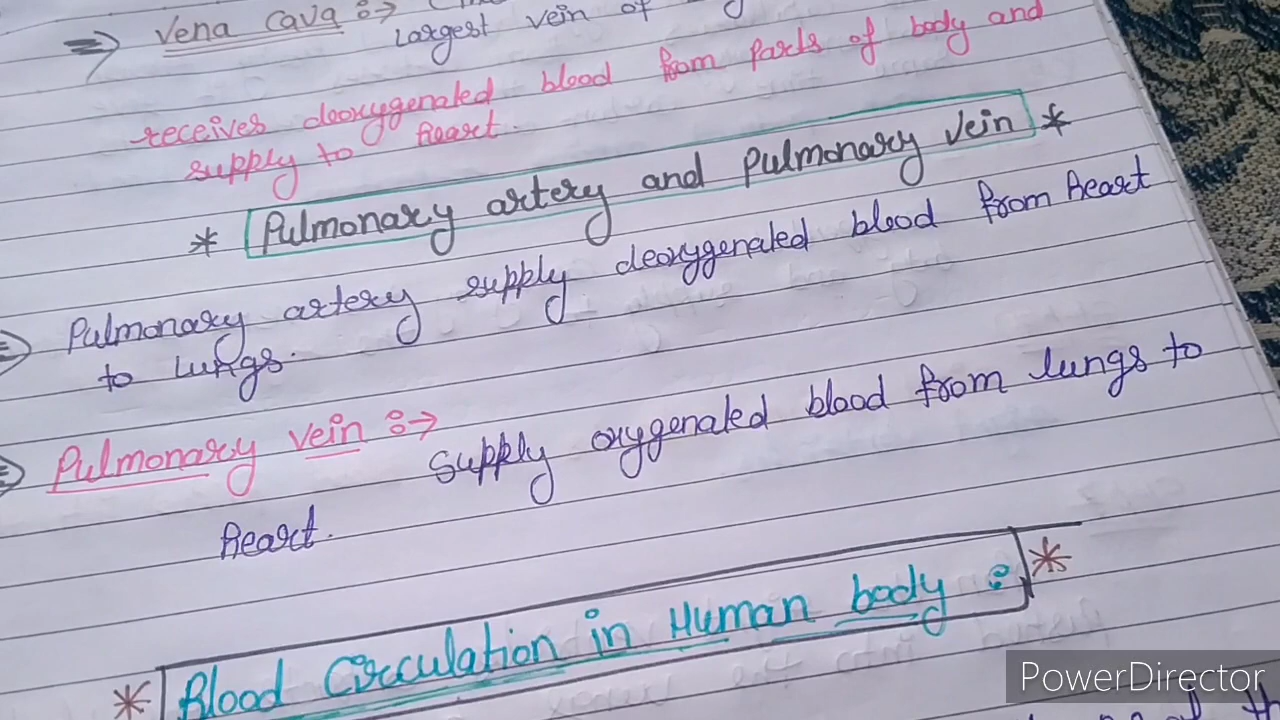 Vena Cava :→
Largest vein of
receives deoxygenated blood from parts of body and
supply to heart.
* Pulmonary artery and Pulmonary Vein *
Pulmonary artery supply deoxygenated blood from heart
to lungs.
Pulmonary vein :→
supply oxygenated blood from lungs to
heart.
* Blood Circulation in Human body : *
PowerDirector